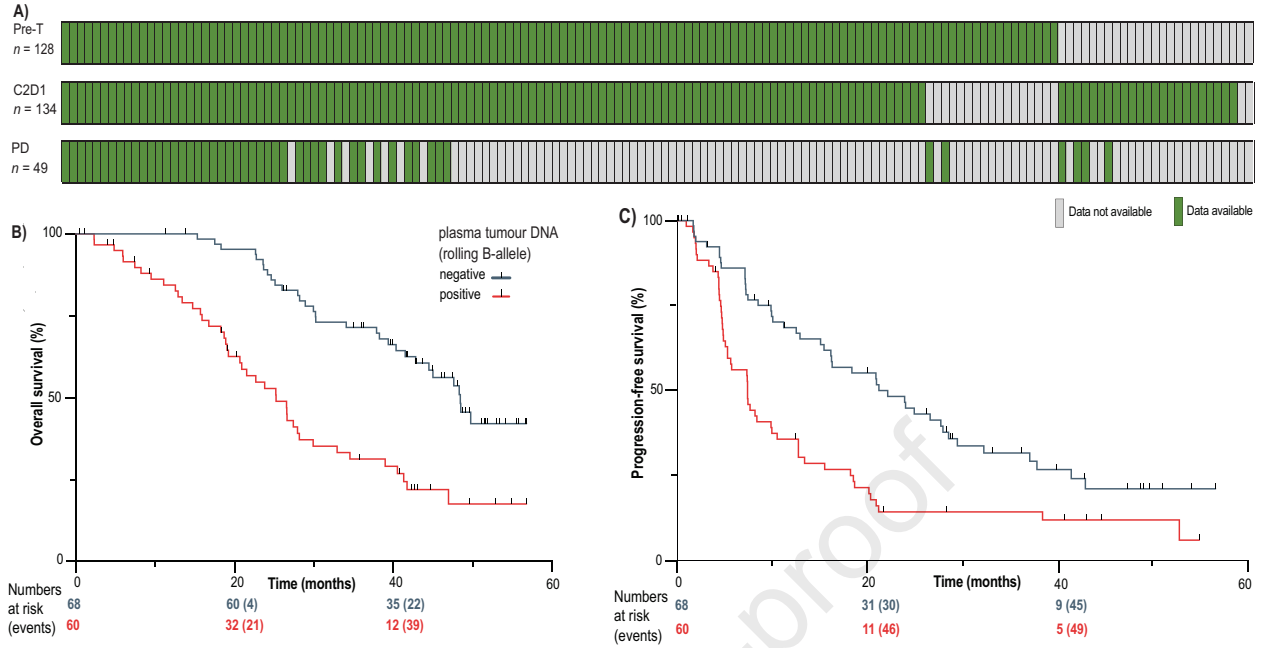 A)
Pre-T
n = 128
C2D1
n = 134
PD
n = 49
Data not available
Data available
B)
100
50
0
Overall survival (%)
plasma tumour DNA
(rolling B-allele)
negative
positive
0
20
40
60
Time (months)
Numbers
at risk
(events)
68
60 (4)
35 (22)
60
32 (21)
12 (39)
C)
100
50
0
Progression-free survival (%)
0
20
40
60
Time (months)
Numbers
at risk
(events)
68
31 (30)
9 (45)
60
11 (46)
5 (49)
-proof